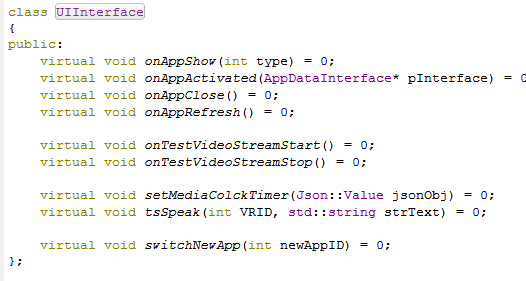 class UIInterface
{
public:
    virtual void onAppShow(int type) = 0;
    virtual void onAppActivated(AppDataInterface* pInterface) = 0
    virtual void onAppClose() = 0;
    virtual void onAppRefresh() = 0;

    virtual void onTestVideoStreamStart() = 0;
    virtual void onTestVideoStreamStop() = 0;

    virtual void setMediaColckTimer(Json::Value jsonObj) = 0;
    virtual void tsSpeak(int VRID, std::string strText) = 0;

    virtual void switchNewApp(int newAppID) = 0;
};